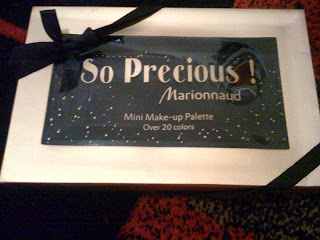 So Precious !
Marionnaud
Mini Make-up Palette
Over 20 colors